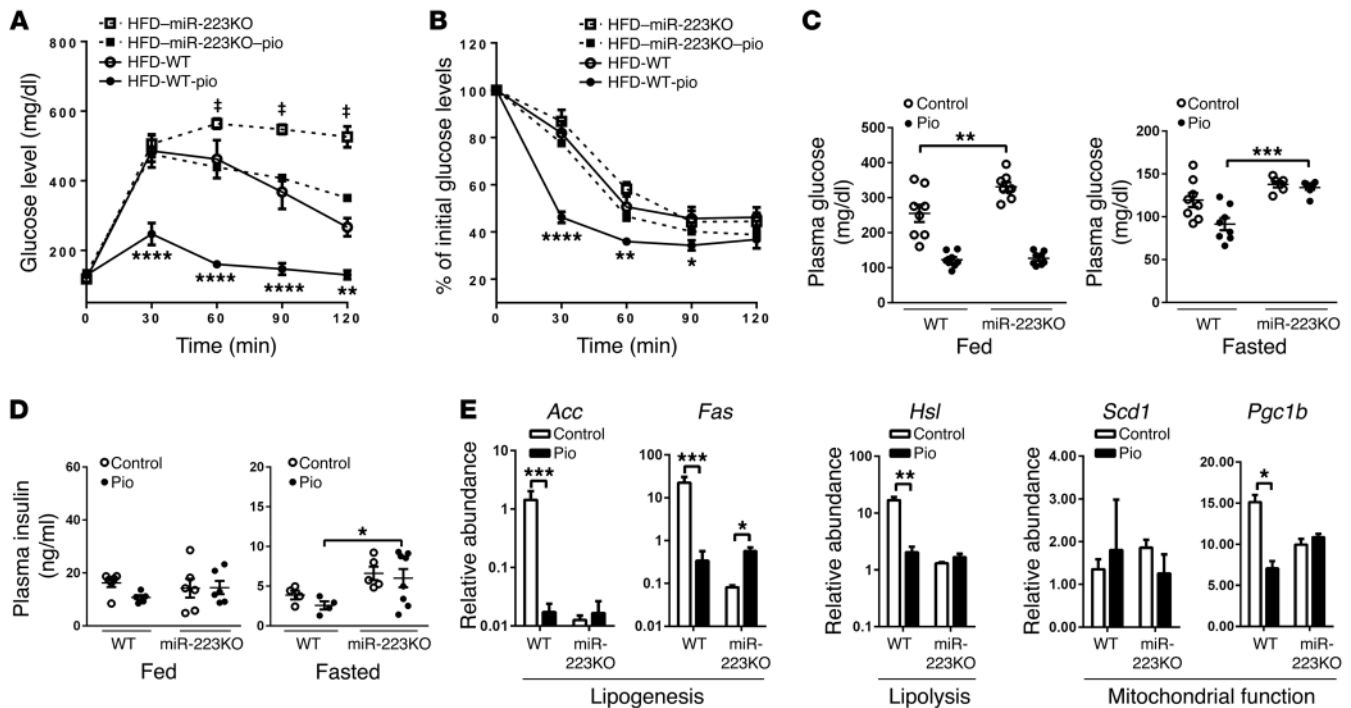 A
HFD–miR-223KO
HFD–miR-223KO–pio
HFD-WT
HFD-WT-pio
Glucose level (mg/dl)
800
600
400
200
‡ ‡ ‡
**** **** **** **
0 30 60 90 120
Time (min)
B
HFD–miR-223KO
HFD–miR-223KO–pio
HFD-WT
HFD-WT-pio
% of initial glucose levels
120
100
80
60
40
20
**** ** *
0 30 60 90 120
Time (min)
C
Control
Pio
Plasma glucose
(mg/dl)
500
400
300
200
100
0
**
WT miR-223KO
Fed
Control
Pio
Plasma glucose
(mg/dl)
200
150
100
50
0
***
WT miR-223KO
Fasted
D
Control
Pio
Plasma insulin
(ng/ml)
60
40
20
0
WT miR-223KO
Fed
Control
Pio
20
15
10
5
0
*
WT miR-223KO
Fasted
E
Acc
Control
Pio
Relative abundance
10
1
0.1
0.01
***
WT miR-
223KO
Fas
100
10
1
0.1
0.01
*** *
WT miR-
223KO
Lipogenesis
Hsl
Control
Pio
Relative abundance
100
10
1
0.1
**
WT miR-
223KO
Lipolysis
Scd1
Control
Pio
Relative abundance
4.00
3.00
2.00
1.00
0.00
WT miR-
223KO
Pgc1b
20.00
15.00
10.00
5.00
0.00
*
WT miR-
223KO
Mitochondrial function